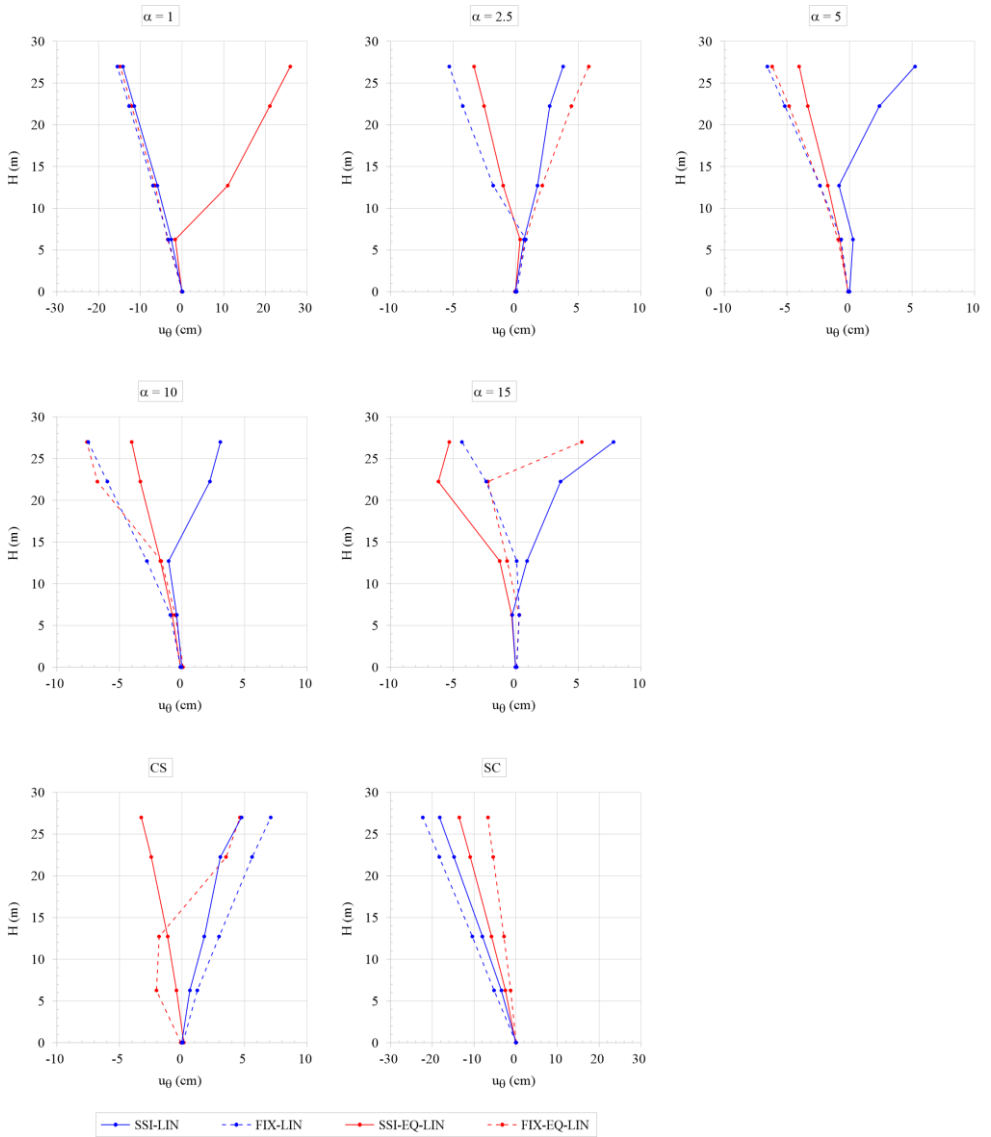 α = 1
α = 2.5
α = 5
30
25
20
15
10
5
0
H (m)
-30 -20 -10 0 10 20 30
uθ (cm)
30
25
20
15
10
5
0
H (m)
-10 -5 0 5 10
uθ (cm)
30
25
20
15
10
5
0
H (m)
-10 -5 0 5 10
uθ (cm)
α = 10
α = 15
30
25
20
15
10
5
0
H (m)
-10 -5 0 5 10
uθ (cm)
30
25
20
15
10
5
0
H (m)
-10 -5 0 5 10
uθ (cm)
CS
SC
30
25
20
15
10
5
0
H (m)
-10 -5 0 5 10
uθ (cm)
30
25
20
15
10
5
0
H (m)
-30 -20 -10 0 10 20 30
uθ (cm)
SSI-LIN FIX-LIN SSI-EQ-LIN FIX-EQ-LIN